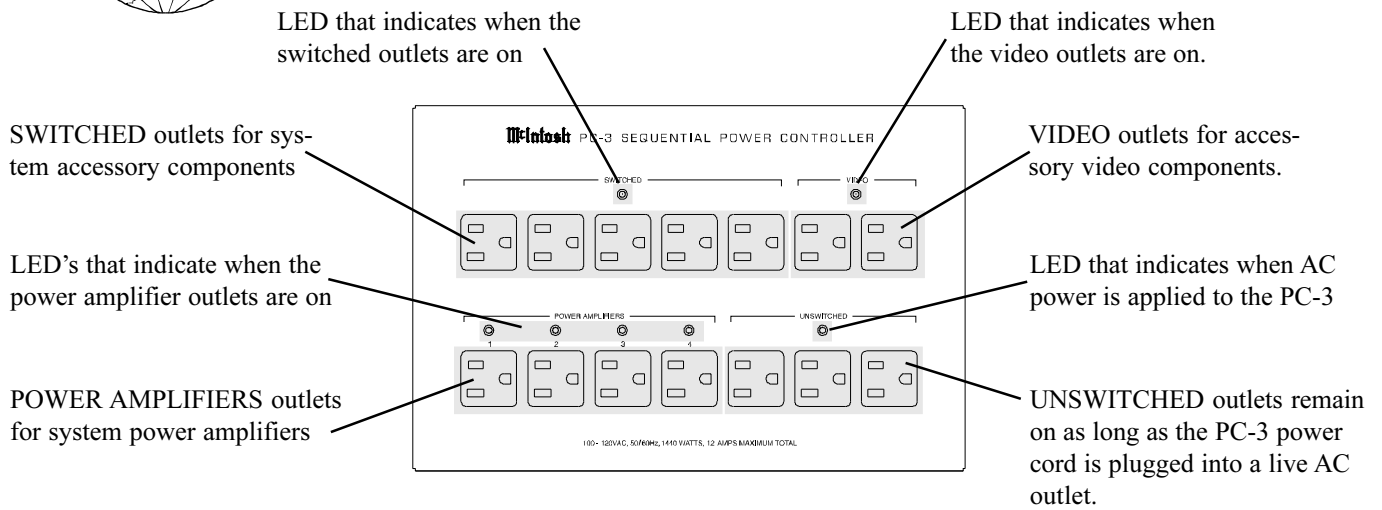 LED that indicates when the
switched outlets are on
LED that indicates when
the video outlets are on.
SWITCHED outlets for sys-
tem accessory components
VIDEO outlets for acces-
sory video components.
LED's that indicate when the
power amplifier outlets are on
LED that indicates when AC
power is applied to the PC-3
POWER AMPLIFIERS outlets
for system power amplifiers
UNSWITCHED outlets remain
on as long as the PC-3 power
cord is plugged into a live AC
outlet.
McIntosh PC-3 SEQUENTIAL POWER CONTROLLER
SWITCHED
VIDEO
POWER AMPLIFIERS
UNSWITCHED
1 2 3 4
100 - 120VAC, 50/60Hz, 1440 WATTS, 12 AMPS MAXIMUM TOTAL